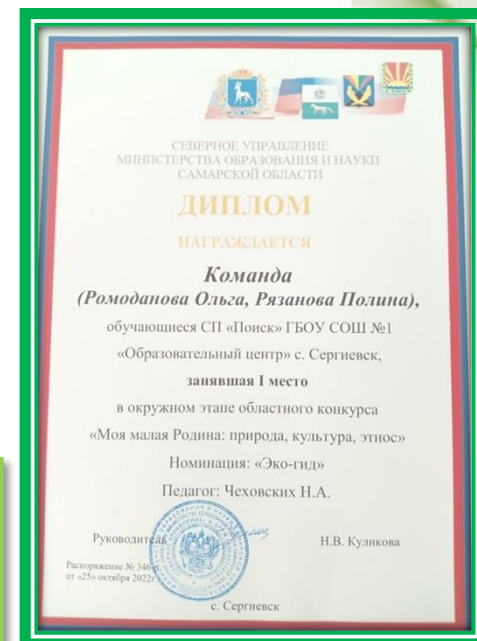 СЕВЕРНОЕ УПРАВЛЕНИЕ
МИНИСТЕРСТВА ОБРАЗОВАНИЯ И НАУКИ
САМАРСКОЙ ОБЛАСТИ
ДИПЛОМ
НАГРАЖДАЕТСЯ
Команда
(Ромоданова Ольга, Рязанова Полина),
обучающиеся СП «Поиск» ГБОУ СОШ №1
«Образовательный центр» с. Сергиевск,
занявшая I место
в окружном этапе областного конкурса
«Моя малая Родина: природа, культура, этнос»
Номинация: «Эко-гид»
Педагог: Чеховских Н.А.
Руководитель
Н.В. Куликова
Распоряжение № 346
от «25» октября 2022г.
с. Сергиевск